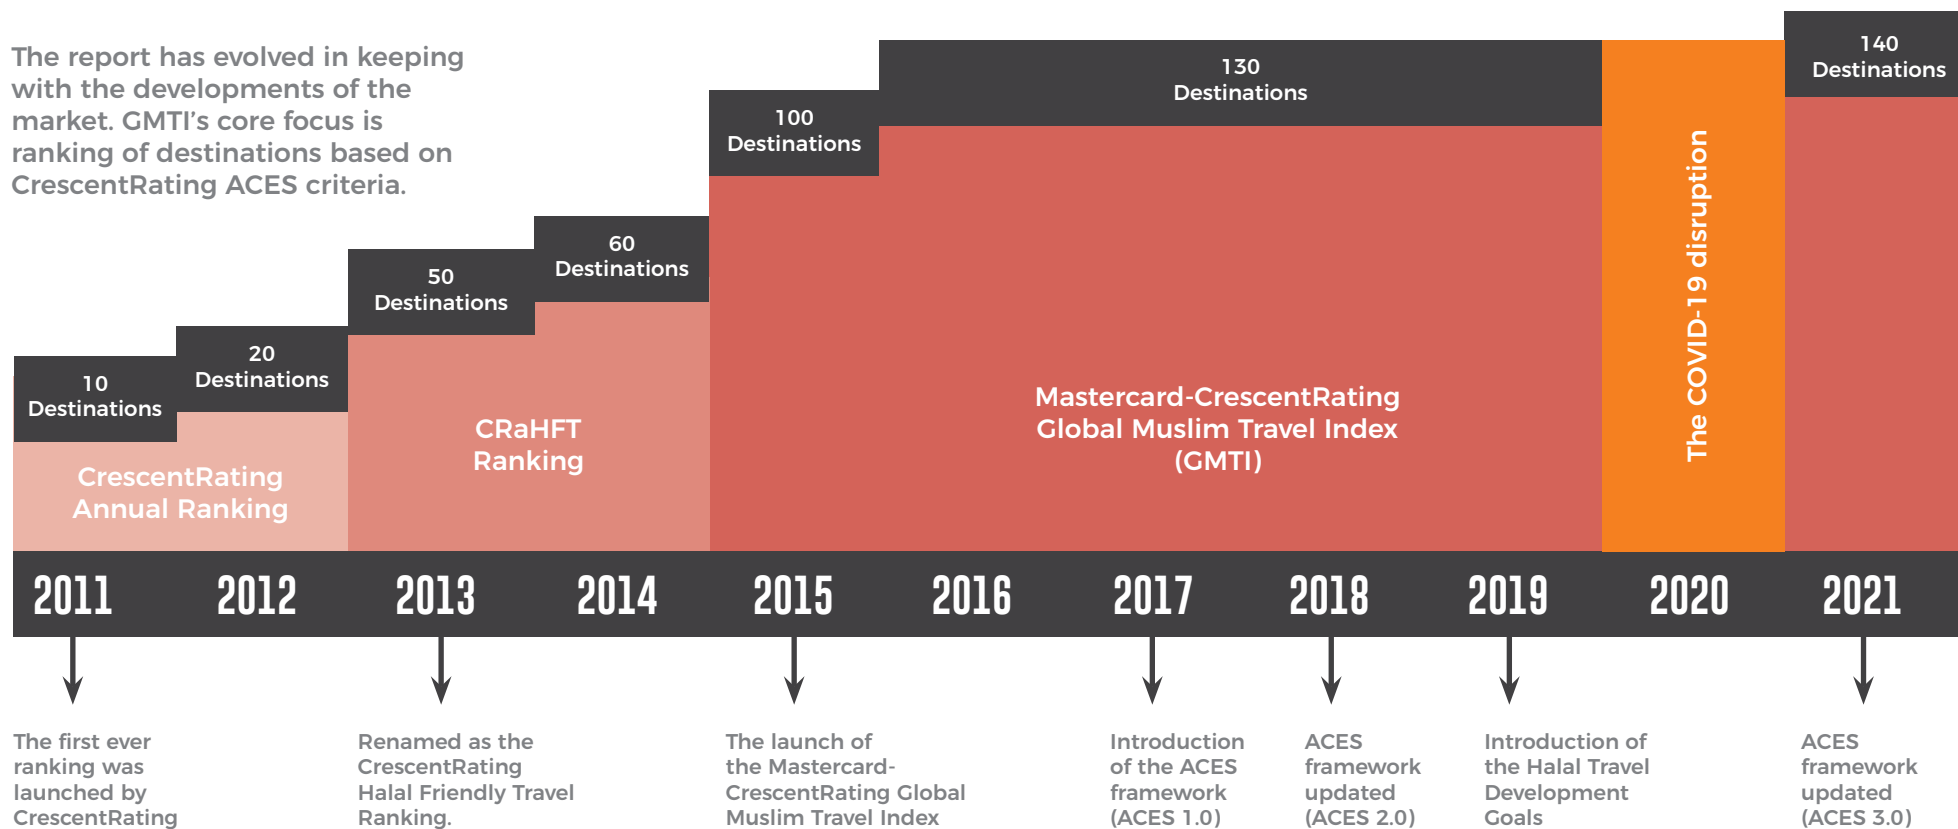 The report has evolved in keeping
with the developments of the
market. GMTI's core focus is
ranking of destinations based on
CrescentRating ACES criteria.
10
Destinations
20
Destinations
50
Destinations
60
Destinations
100
Destinations
130
Destinations
140
Destinations
CrescentRating
Annual Ranking
CRaHFT
Ranking
Mastercard-CrescentRating
Global Muslim Travel Index
(GMTI)
The COVID-19 disruption
2011
2012
2013
2014
2015
2016
2017
2018
2019
2020
2021
The first ever
ranking was
launched by
CrescentRating
Renamed as the
CrescentRating
Halal Friendly Travel
Ranking.
The launch of
the Mastercard-
CrescentRating Global
Muslim Travel Index
Introduction
of the ACES
framework
(ACES 1.0)
ACES
framework
updated
(ACES 2.0)
Introduction of
the Halal Travel
Development
Goals
ACES
framework
updated
(ACES 3.0)